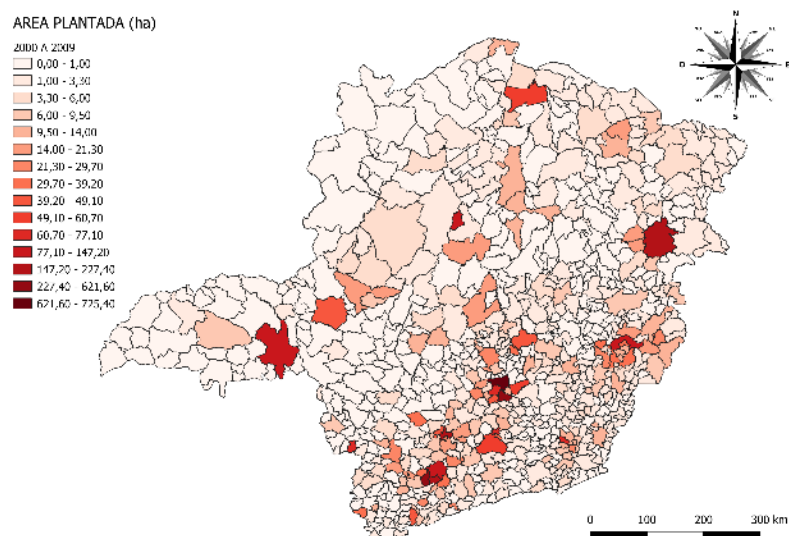 AREA PLANTADA (ha)
2000 A 2009
0,00 - 1,00
1,00 - 3,30
3,30 - 6,00
6,00 - 9,50
9,50 - 14,00
14,00 - 21,30
21,30 - 29,70
29,70 - 39,20
39,20 - 49,10
49,10 - 60,70
60,70 - 77,10
77,10 - 147,20
147,20 - 227,40
227,40 - 621,60
621,60 - 775,40
N
O
E
S
0 100 200 300 km